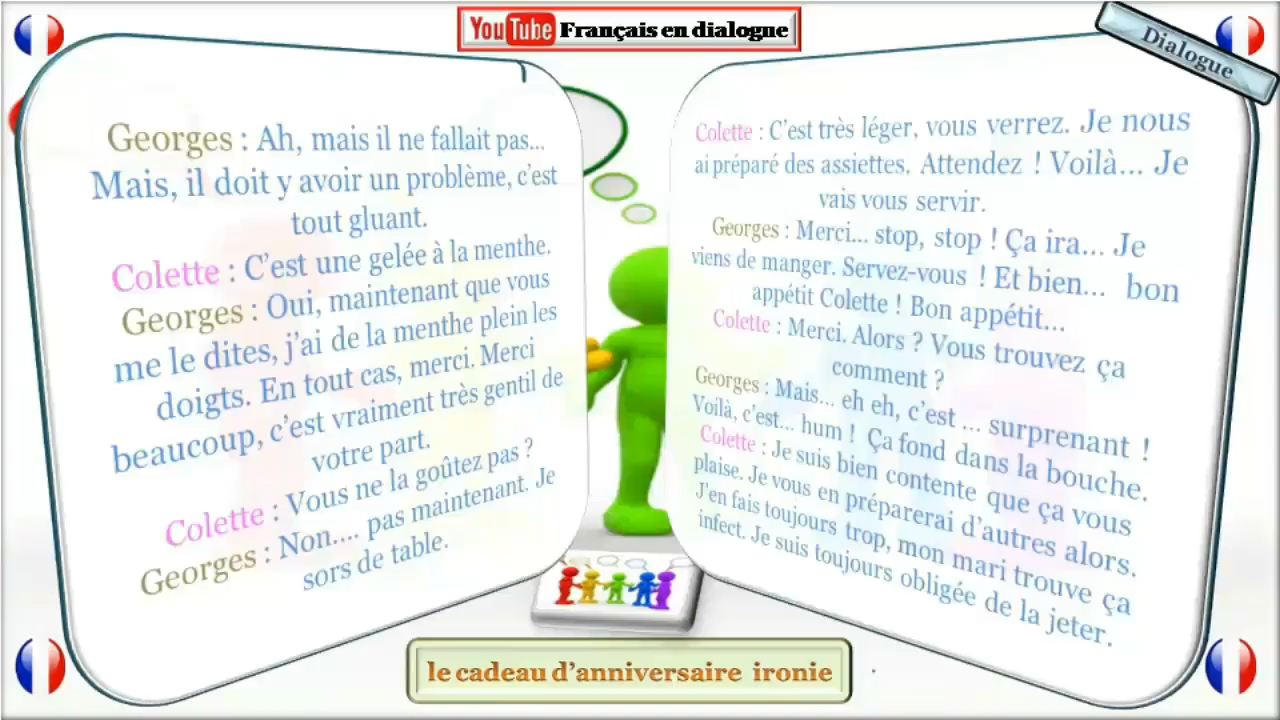 YouTube Français en dialogue
Dialogue
Georges : Ah, mais il ne fallait pas...
Mais, il doit y avoir un problème, c'est
tout gluant.
Colette : C'est une gelée à la menthe.
Georges : Oui, maintenant que vous
me le dites, j'ai de la menthe plein les
doigts. En tout cas, merci. Merci
beaucoup, c'est vraiment très gentil de
votre part.
Colette : Vous ne la goûtez pas ?
Georges : Non.... pas maintenant. Je
sors de table.
Colette : C'est très léger, vous verrez. Je nous
ai préparé des assiettes. Attendez ! Voilà... Je
vais vous servir.
Georges : Merci... stop, stop ! Ça ira... Je
viens de manger. Servez-vous ! Et bien... bon
appétit Colette ! Bon appétit...
Colette : Merci. Alors ? Vous trouvez ça
comment ?
Georges : Mais... eh eh, c'est ... surprenant !
Voilà, c'est... hum ! Ça fond dans la bouche.
Colette : Je suis bien contente que ça vous
plaise. Je vous en préparerai d'autres alors.
J'en fais toujours trop, mon mari trouve ça
infect. Je suis toujours obligée de la jeter.
le cadeau d'anniversaire ironie